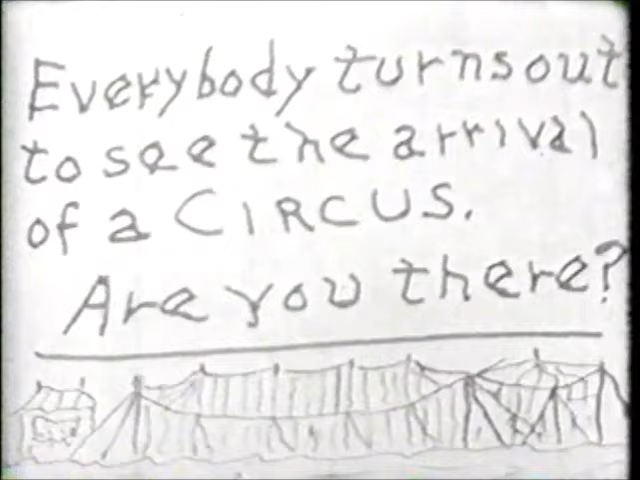 Everybody turns out
to see the arrival
of a CIRCUS.
Are you there?